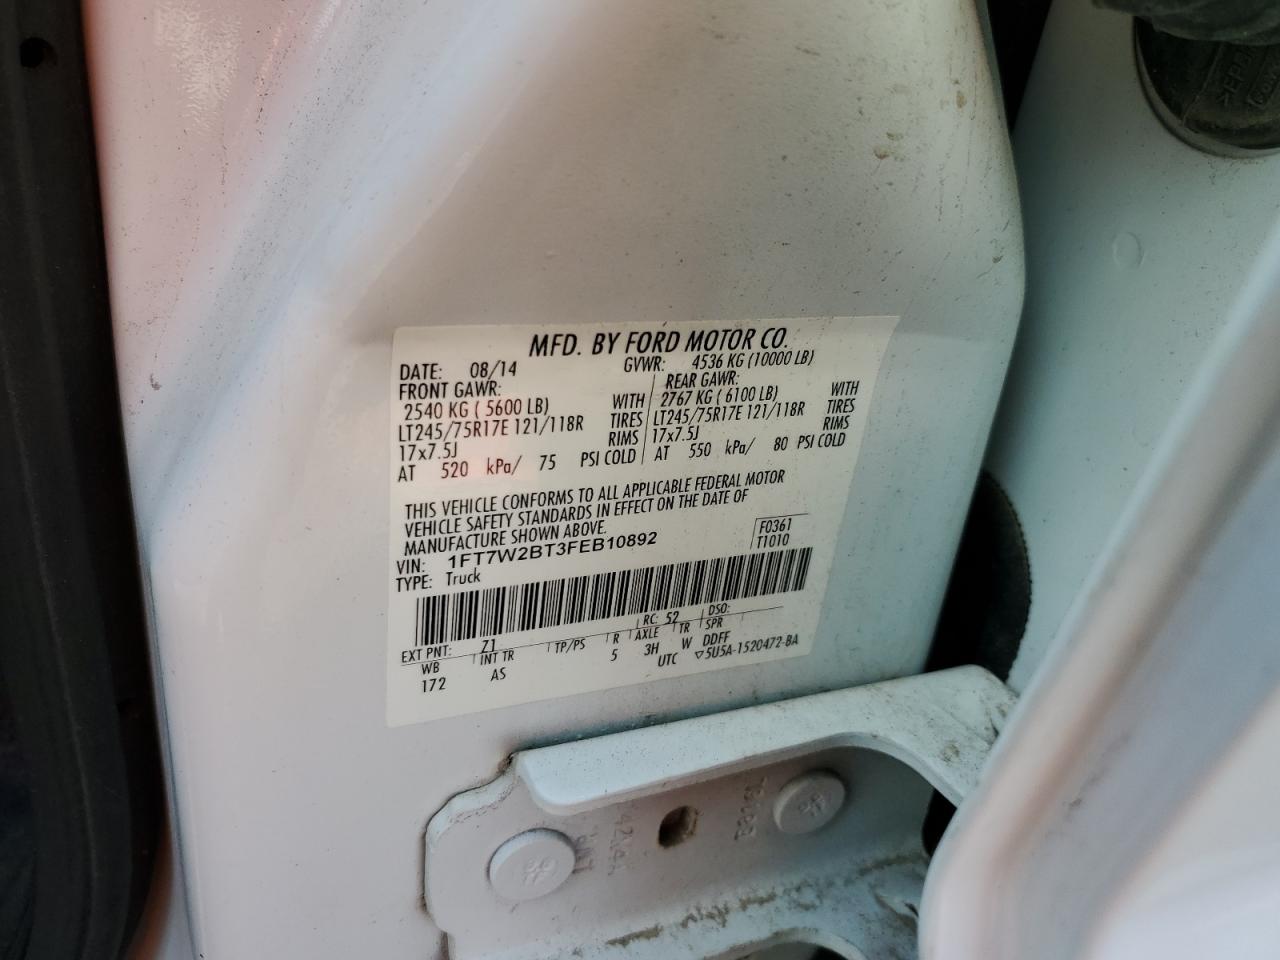 MFD. BY FORD MOTOR CO.
DATE: 08/14 GVWR: 4536 KG (10000 LB)
FRONT GAWR: REAR GAWR:
2540 KG ( 5600 LB) WITH 2767 KG ( 6100 LB) WITH
LT245/75R17E 121/118R TIRES LT245/75R17E 121/118R TIRES
17x7.5J RIMS 17x7.5J RIMS
AT 520 kPa/ 75 PSI COLD AT 550 kPa/ 80 PSI COLD
THIS VEHICLE CONFORMS TO ALL APPLICABLE FEDERAL MOTOR
VEHICLE SAFETY STANDARDS IN EFFECT ON THE DATE OF
MANUFACTURE SHOWN ABOVE.
VIN: 1FT7W2BT3FEB10892 F0361
TYPE: Truck T1010
EXT PNT: Z1 RC: 52 DSO:
WB INT TR TP/PS R AXLE TR SPR
172 AS 5 3H W DDFF
UTC ▽5U5A-1520472-BA